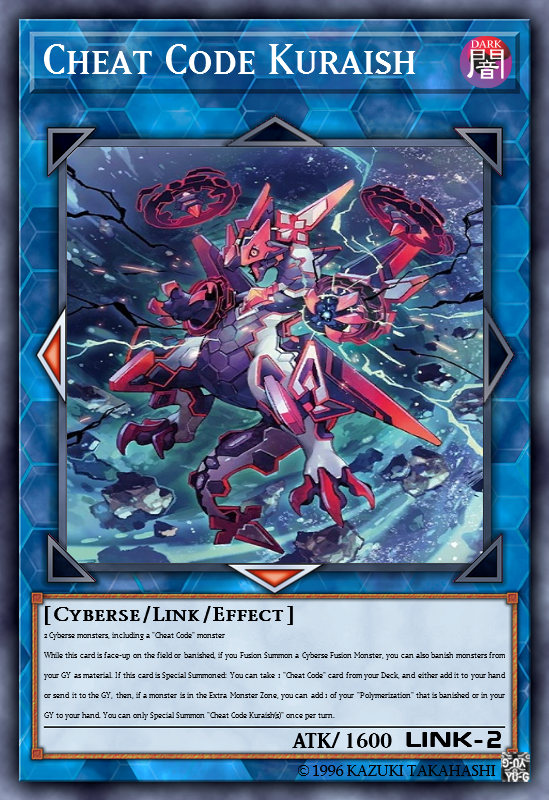 Cheat Code Kuraish
DARK
闇
[Cyberse/Link/Effect]
2 Cyberse monsters, including a "Cheat Code" monster
While this card is face-up on the field or banished, if you Fusion Summon a Cyberse Fusion Monster, you can also banish monsters from
your GY as material. If this card is Special Summoned: You can take 1 "Cheat Code" card from your Deck, and either add it to your hand
or send it to the GY, then, if a monster is in the Extra Monster Zone, you can add 1 of your "Polymerization" that is banished or in your
GY to your hand. You can only Special Summon "Cheat Code Kuraish(s)" once per turn.
ATK/ 1600 LINK-2
© 1996 KAZUKI TAKAHASHI